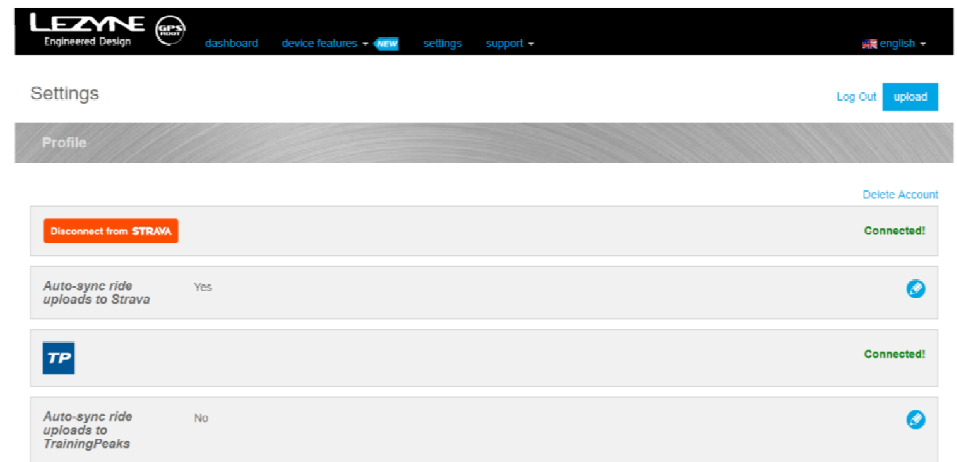 LEZYNE
Engineered Design
GPS
ROOT
dashboard device features NEW settings support english
Settings
Log Out upload
Profile
Delete Account
Disconnect from STRAVA Connected!
Auto-sync ride
uploads to Strava
Yes
TP Connected!
Auto-sync ride
uploads to
TrainingPeaks
No